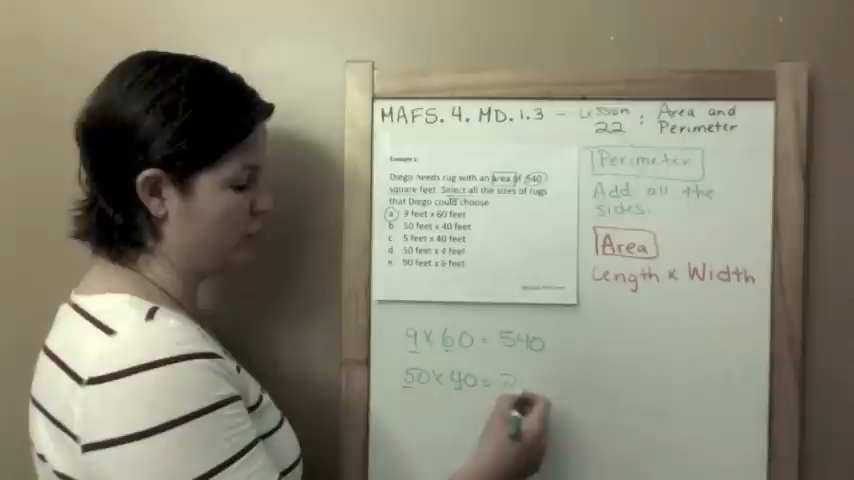 MAFS.4.MD.1.3 - Lesson 22 : Area and Perimeter
Example 1:
Diego needs rug with an area of 540
square feet. Select all the sizes of rugs
that Diego could choose
a 9 feet x 60 feet
b 50 feet x 40 feet
c 5 feet x 40 feet
d 50 feet x 4 feet
e 90 feet x 6 feet
Perimeter
Add all the
sides.
Area
Length x Width
9 x 60 = 540
50 x 40 = 2